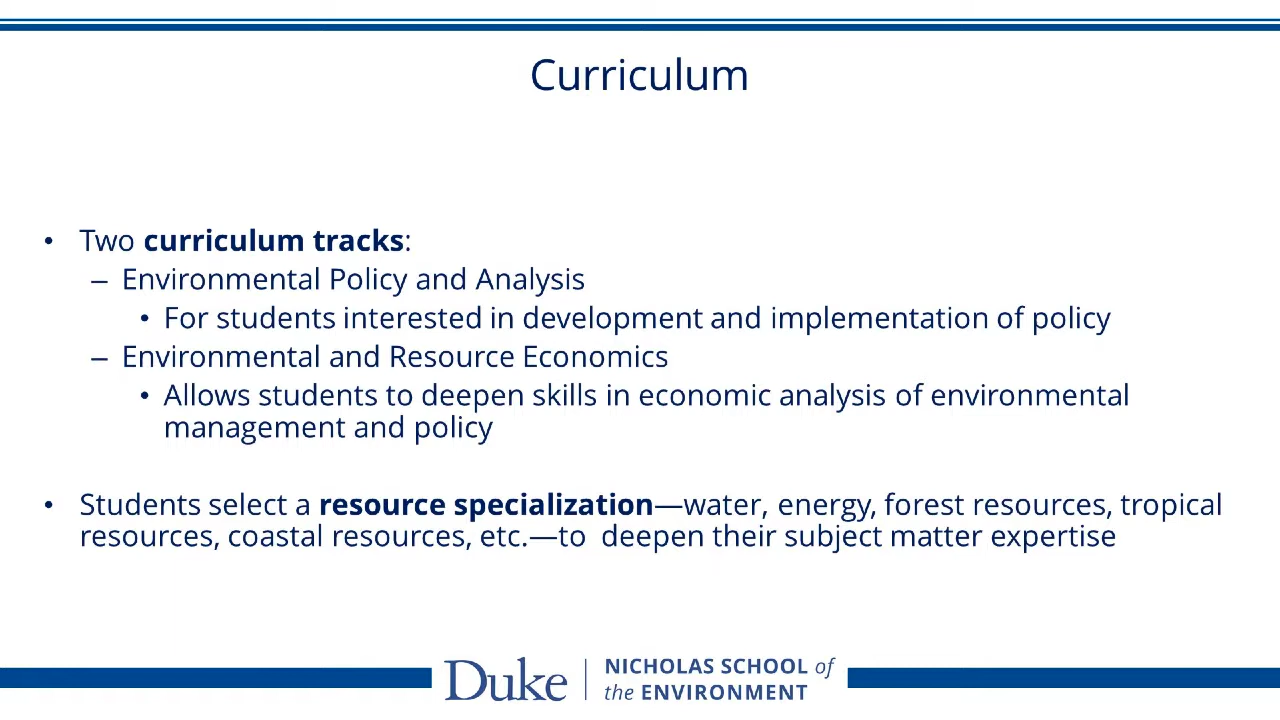 Curriculum
• Two curriculum tracks:
– Environmental Policy and Analysis
• For students interested in development and implementation of policy
– Environmental and Resource Economics
• Allows students to deepen skills in economic analysis of environmental
management and policy
• Students select a resource specialization—water, energy, forest resources, tropical
resources, coastal resources, etc.—to  deepen their subject matter expertise
Duke
NICHOLAS SCHOOL of
the ENVIRONMENT